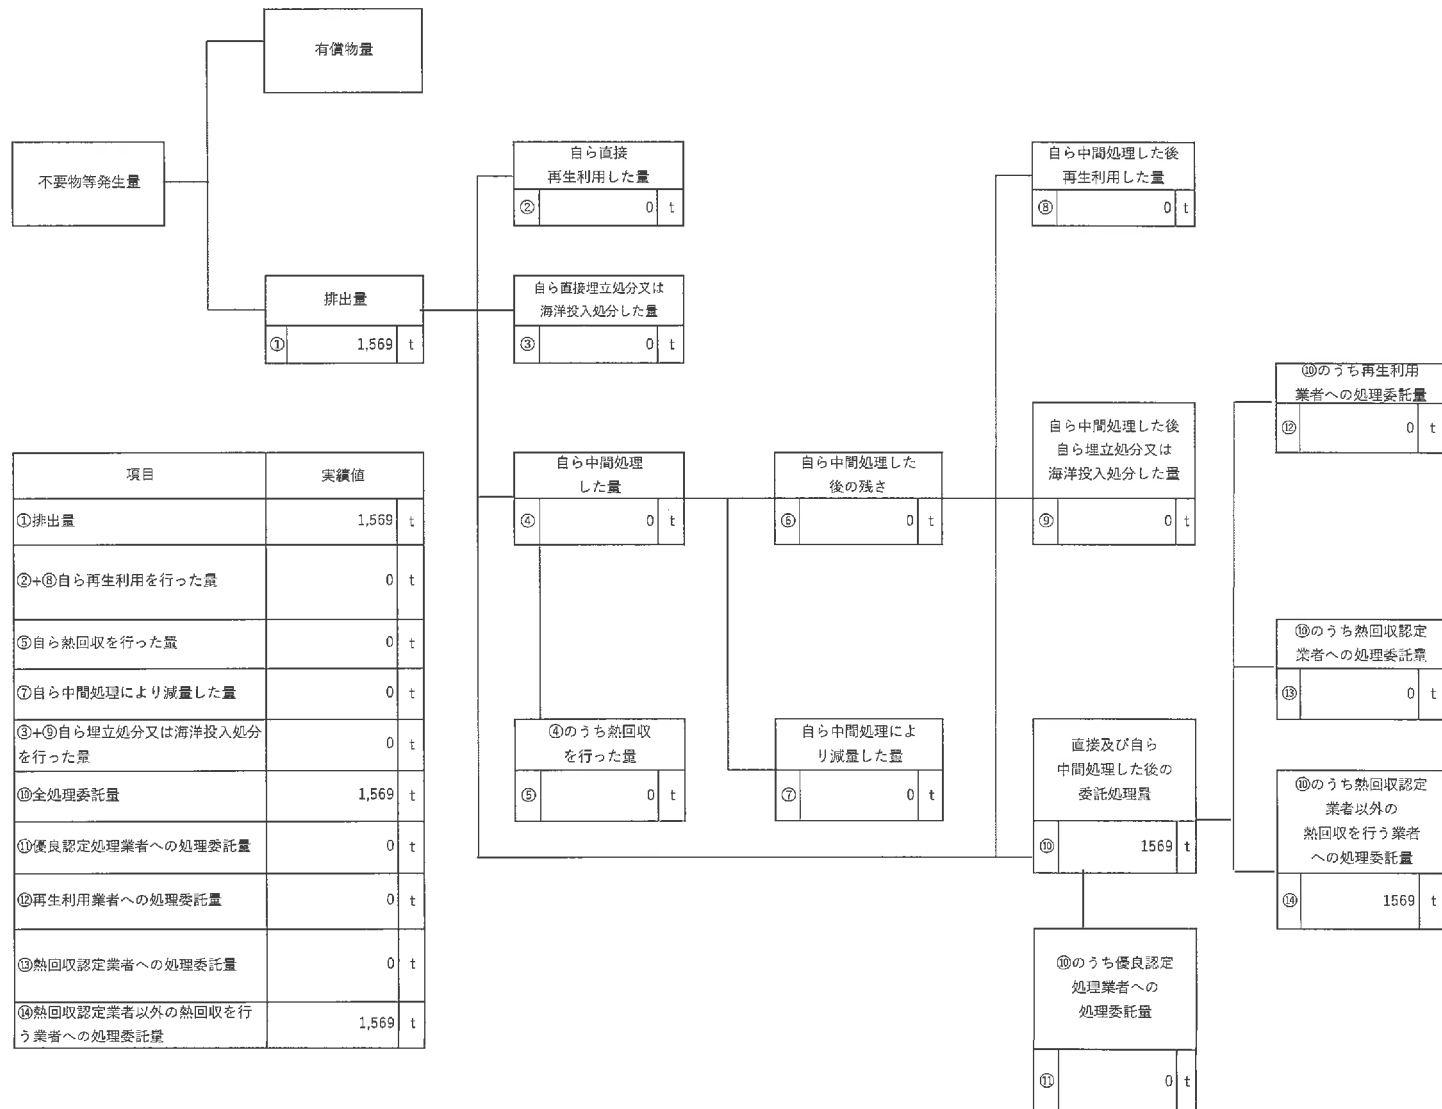 有償物量
不要物等発生量
自ら直接
再生利用した量
② 0 t
自ら中間処理した後
再生利用した量
⑧ 0 t
排出量
① 1,569 t
自ら直接埋立処分又は
海洋投入処分した量
③ 0 t
⑩のうち再生利用
業者への処理委託量
⑫ 0 t
自ら中間処理
した量
④ 0 t
自ら中間処理した
後の残さ
⑥ 0 t
自ら中間処理した後
自ら埋立処分又は
海洋投入処分した量
⑨ 0 t
⑩のうち熱回収認定
業者への処理委託量
⑬ 0 t
④のうち熱回収
を行った量
⑤ 0 t
自ら中間処理によ
り減量した量
⑦ 0 t
直接及び自ら
中間処理した後の
委託処理量
⑩ 1569 t
⑩のうち熱回収認定
業者以外の
熱回収を行う業者
への処理委託量
⑭ 1569 t
⑩のうち優良認定
処理業者への
処理委託量
⑪ 0 t
項目 実績値
①排出量 1,569 t
②+⑧自ら再生利用を行った量 0 t
⑤自ら熱回収を行った量 0 t
⑦自ら中間処理により減量した量 0 t
③+⑨自ら埋立処分又は海洋投入処分
を行った量 0 t
⑩全処理委託量 1,569 t
⑪優良認定処理業者への処理委託量 0 t
⑫再生利用業者への処理委託量 0 t
⑬熱回収認定業者への処理委託量 0 t
⑭熱回収認定業者以外の熱回収を行
う業者への処理委託量 1,569 t